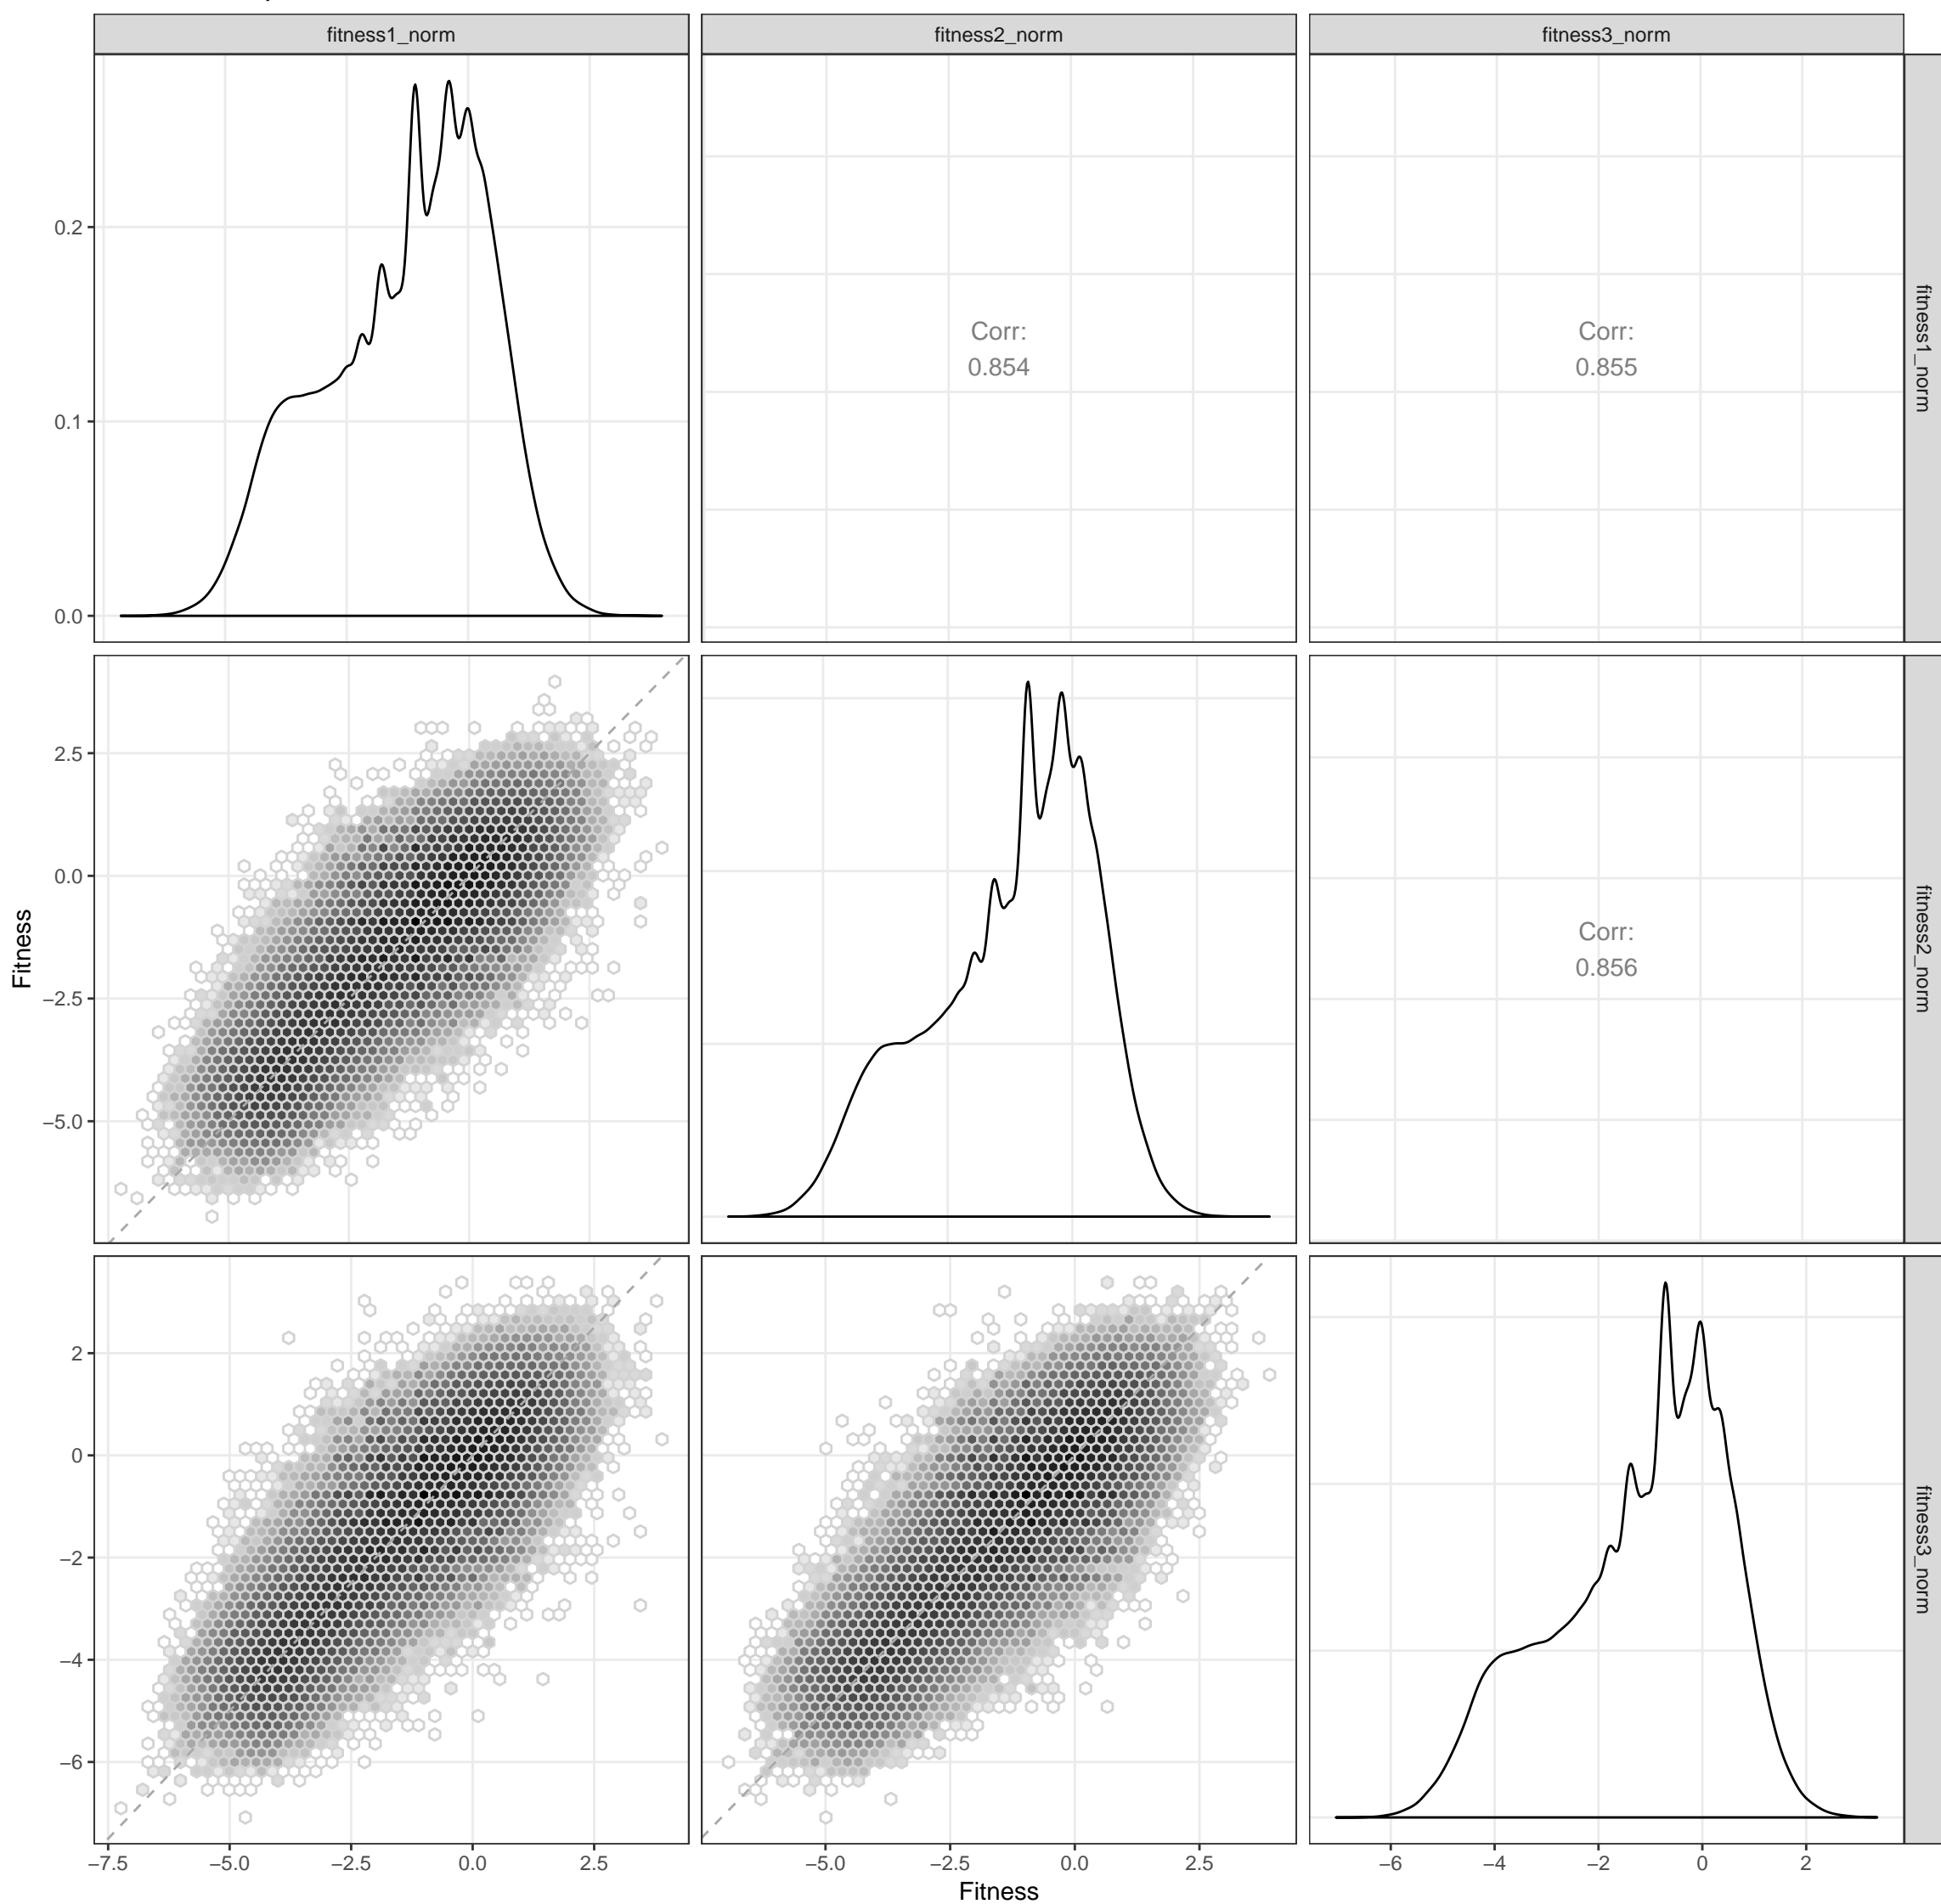 fitness1_norm
fitness2_norm
fitness3_norm
0.2
0.1
0.0
Corr:
0.854
Corr:
0.855
fitness1_norm
Fitness
2.5
0.0
−2.5
−5.0
Corr:
0.856
fitness2_norm
2
0
−2
−4
−6
fitness3_norm
−7.5
−5.0
−2.5
0.0
2.5
−5.0
−2.5
0.0
2.5
−6
−4
−2
0
2
Fitness